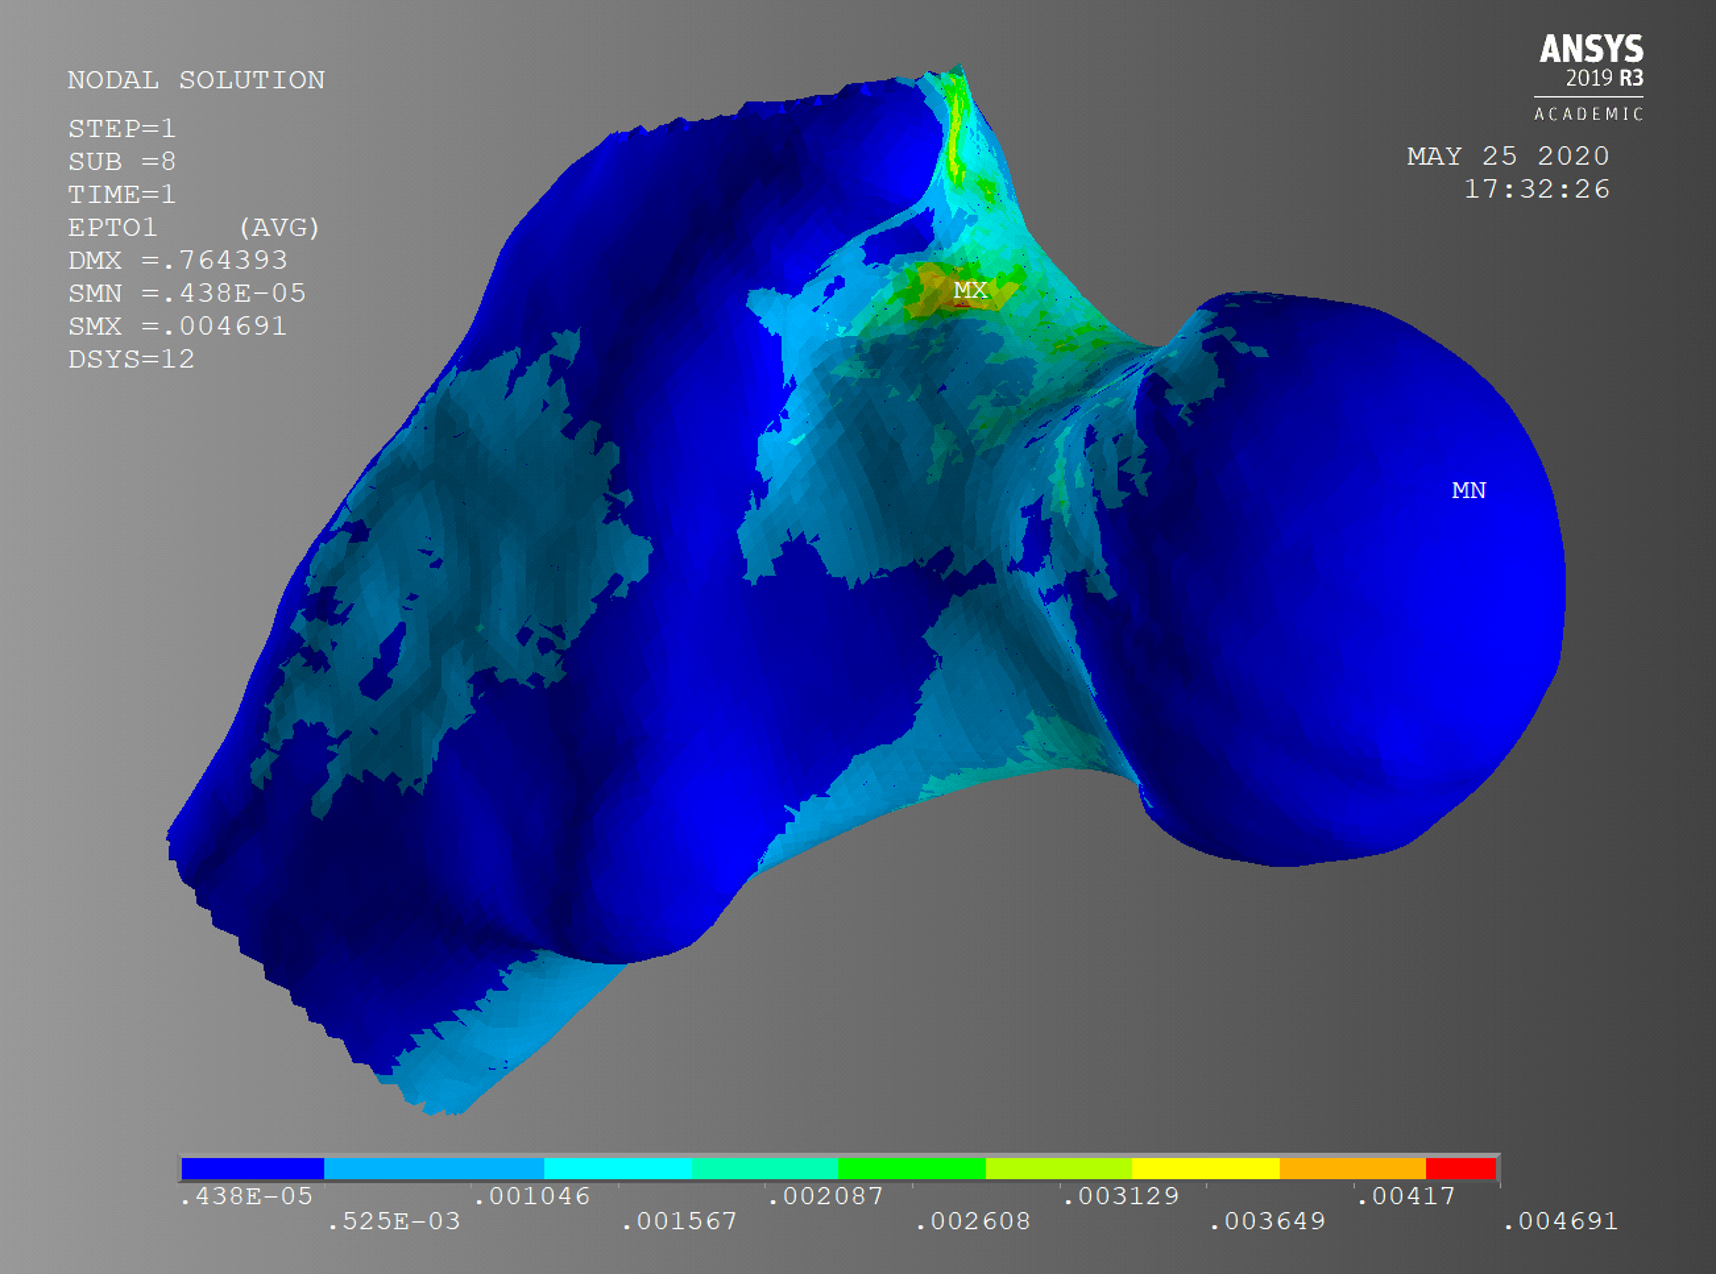 NODAL SOLUTION
STEP=1
SUB =8
TIME=1
EPTO1 (AVG)
DMX =.764393
SMN =.438E-05
SMX =.004691
DSYS=12
ANSYS
2019 R3
ACADEMIC
MAY 25 2020
17:32:26
MX
MN
.438E-05 .001046 .002087 .003129 .00417
.525E-03 .001567 .002608 .003649 .004691